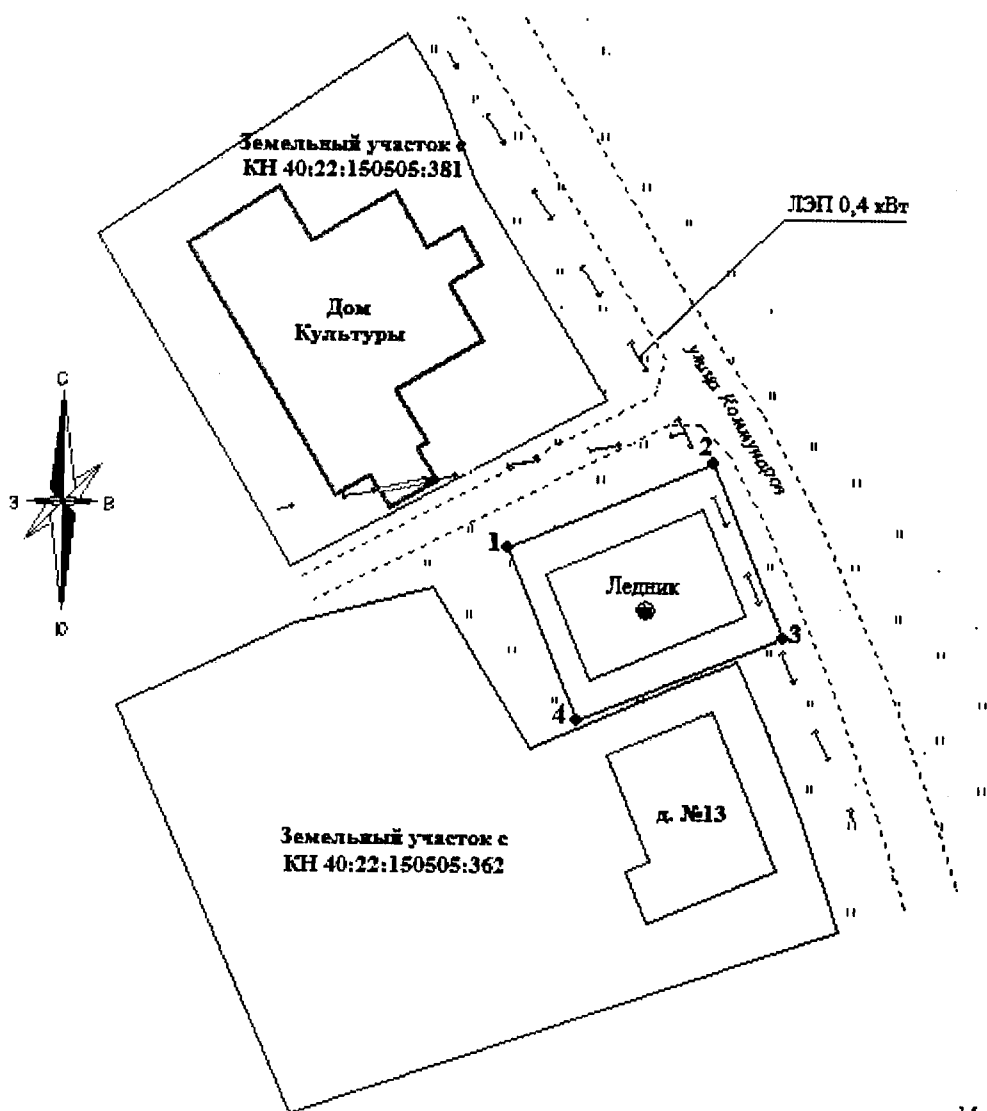 Земельный участок с
КН 40:22:150505:381
ЛЭП 0,4 кВт
Дом
Культуры
улица Коммунаров
С
З
В
Ю
2
1
Ледник
3
4
д. №13
Земельный участок с
КН 40:22:150505:362